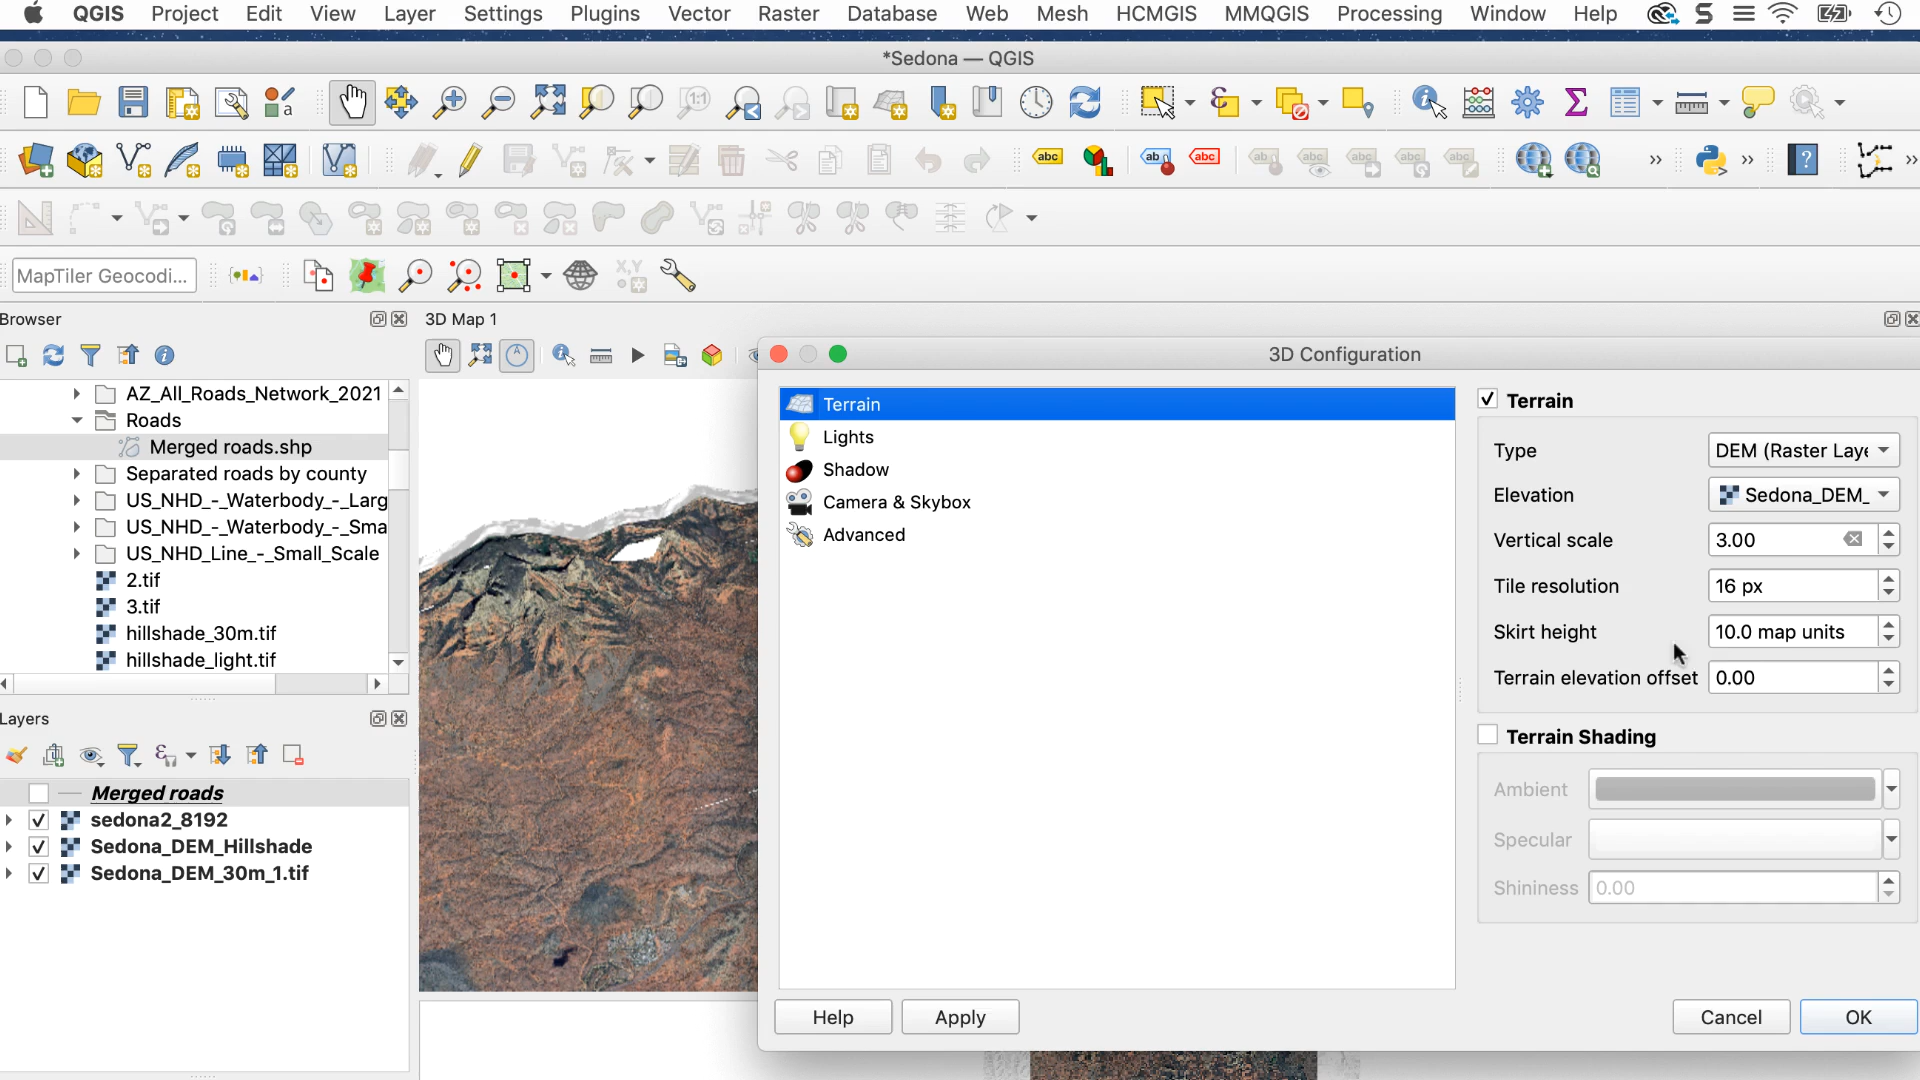 QGIS Project Edit View Layer Settings Plugins Vector Raster Database Web Mesh HCMGIS MMQGIS Processing Window Help
*Sedona — QGIS
MapTiler Geocodi...
Browser
3D Map 1
3D Configuration
AZ_All_Roads_Network_2021
Roads
Merged roads.shp
Separated roads by county
US_NHD_-_Waterbody_-_Larg
US_NHD_-_Waterbody_-_Sma
US_NHD_Line_-_Small_Scale
2.tif
3.tif
hillshade_30m.tif
hillshade_light.tif
Layers
Merged roads
sedona2_8192
Sedona_DEM_Hillshade
Sedona_DEM_30m_1.tif
Terrain
Lights
Shadow
Camera & Skybox
Advanced
Terrain
Type DEM (Raster Laye
Elevation Sedona_DEM_
Vertical scale 3.00
Tile resolution 16 px
Skirt height 10.0 map units
Terrain elevation offset 0.00
Terrain Shading
Ambient
Specular
Shininess 0.00
Help Apply Cancel OK